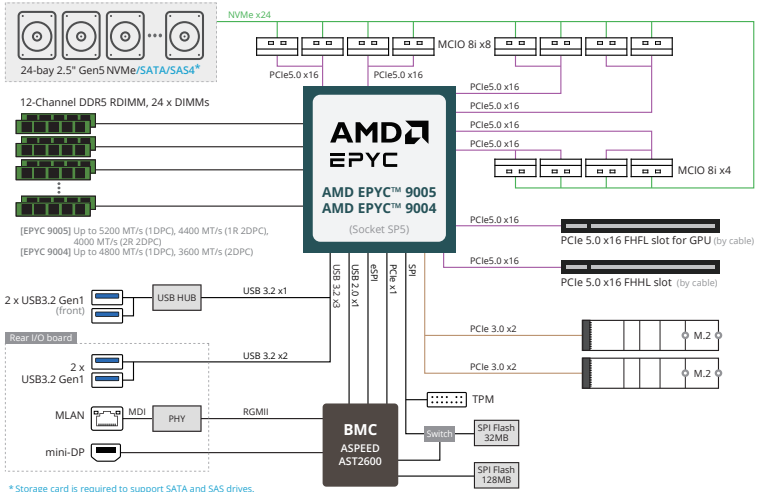 NVMe x24
24-bay 2.5" Gen5 NVMe/SATA/SAS4*
MCIO 8i x8
PCIe5.0 x16
PCIe5.0 x16
12-Channel DDR5 RDIMM, 24 x DIMMs
AMD
EPYC
AMD EPYC™ 9005
AMD EPYC™ 9004
(Socket SP5)
PCIe5.0 x16
PCIe5.0 x16
PCIe5.0 x16
PCIe5.0 x16
MCIO 8i x4
PCIe5.0 x16
PCIe 5.0 x16 FHFL slot for GPU (by cable)
PCIe5.0 x16
PCIe 5.0 x16 FHHL slot (by cable)
[EPYC 9005] Up to 5200 MT/s (1DPC), 4400 MT/s (1R 2DPC),
4000 MT/s (2R 2DPC)
[EPYC 9004] Up to 4800 MT/s (1DPC), 3600 MT/s (2DPC)
USB 3.2 x3
USB 2.0 x1
eSPI
PCIe x1
SPI
2 x USB3.2 Gen1
(front)
USB HUB
USB 3.2 x1
PCIe 3.0 x2
M.2
PCIe 3.0 x2
M.2
Rear I/O board
2 x
USB3.2 Gen1
USB 3.2 x2
MLAN
MDI
PHY
RGMII
mini-DP
BMC
ASPEED
AST2600
TPM
Switch
SPI Flash
32MB
SPI Flash
128MB
* Storage card is required to support SATA and SAS drives.